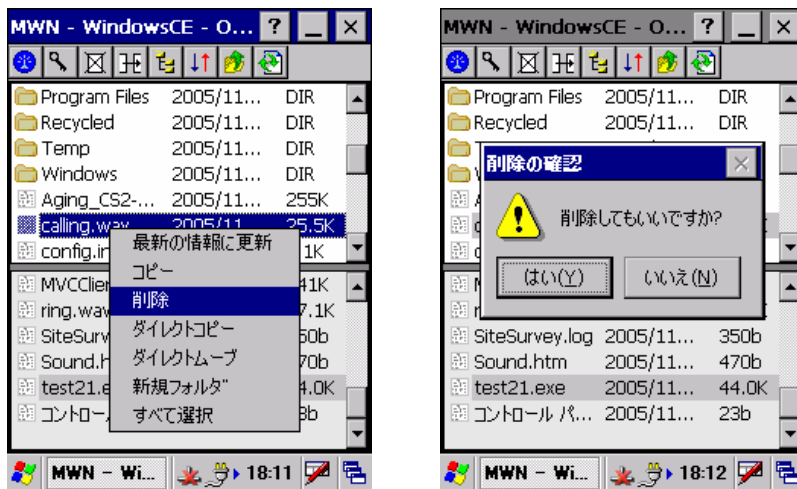 MWN - WindowsCE - O... ?
Program Files 2005/11... DIR
Recycled 2005/11... DIR
Temp 2005/11... DIR
Windows 2005/11... DIR
Aging_CS2-... 2005/11... 255K
calling.wav 2005/11... 25.5K
config.in 1K
最新の情報に更新
コピー
削除
ダイレクトコピー
ダイレクトムーブ
新規フォルダ
すべて選択
MVCClie 41K
ring.wav 7.1K
SiteSurv 50b
Sound.h 70b
test21.e 4.0K
コントロー
MWN - Wi... 18:11
MWN - WindowsCE - O... ?
Program Files 2005/11... DIR
Recycled 2005/11... DIR
削除の確認
削除してもいいですか?
はい(Y) いいえ(N)
SiteSurvey.log 2005/11... 350b
Sound.htm 2005/11... 470b
test21.exe 2005/11... 44.0K
コントロール パ... 2005/11... 23b
MWN - Wi... 18:12